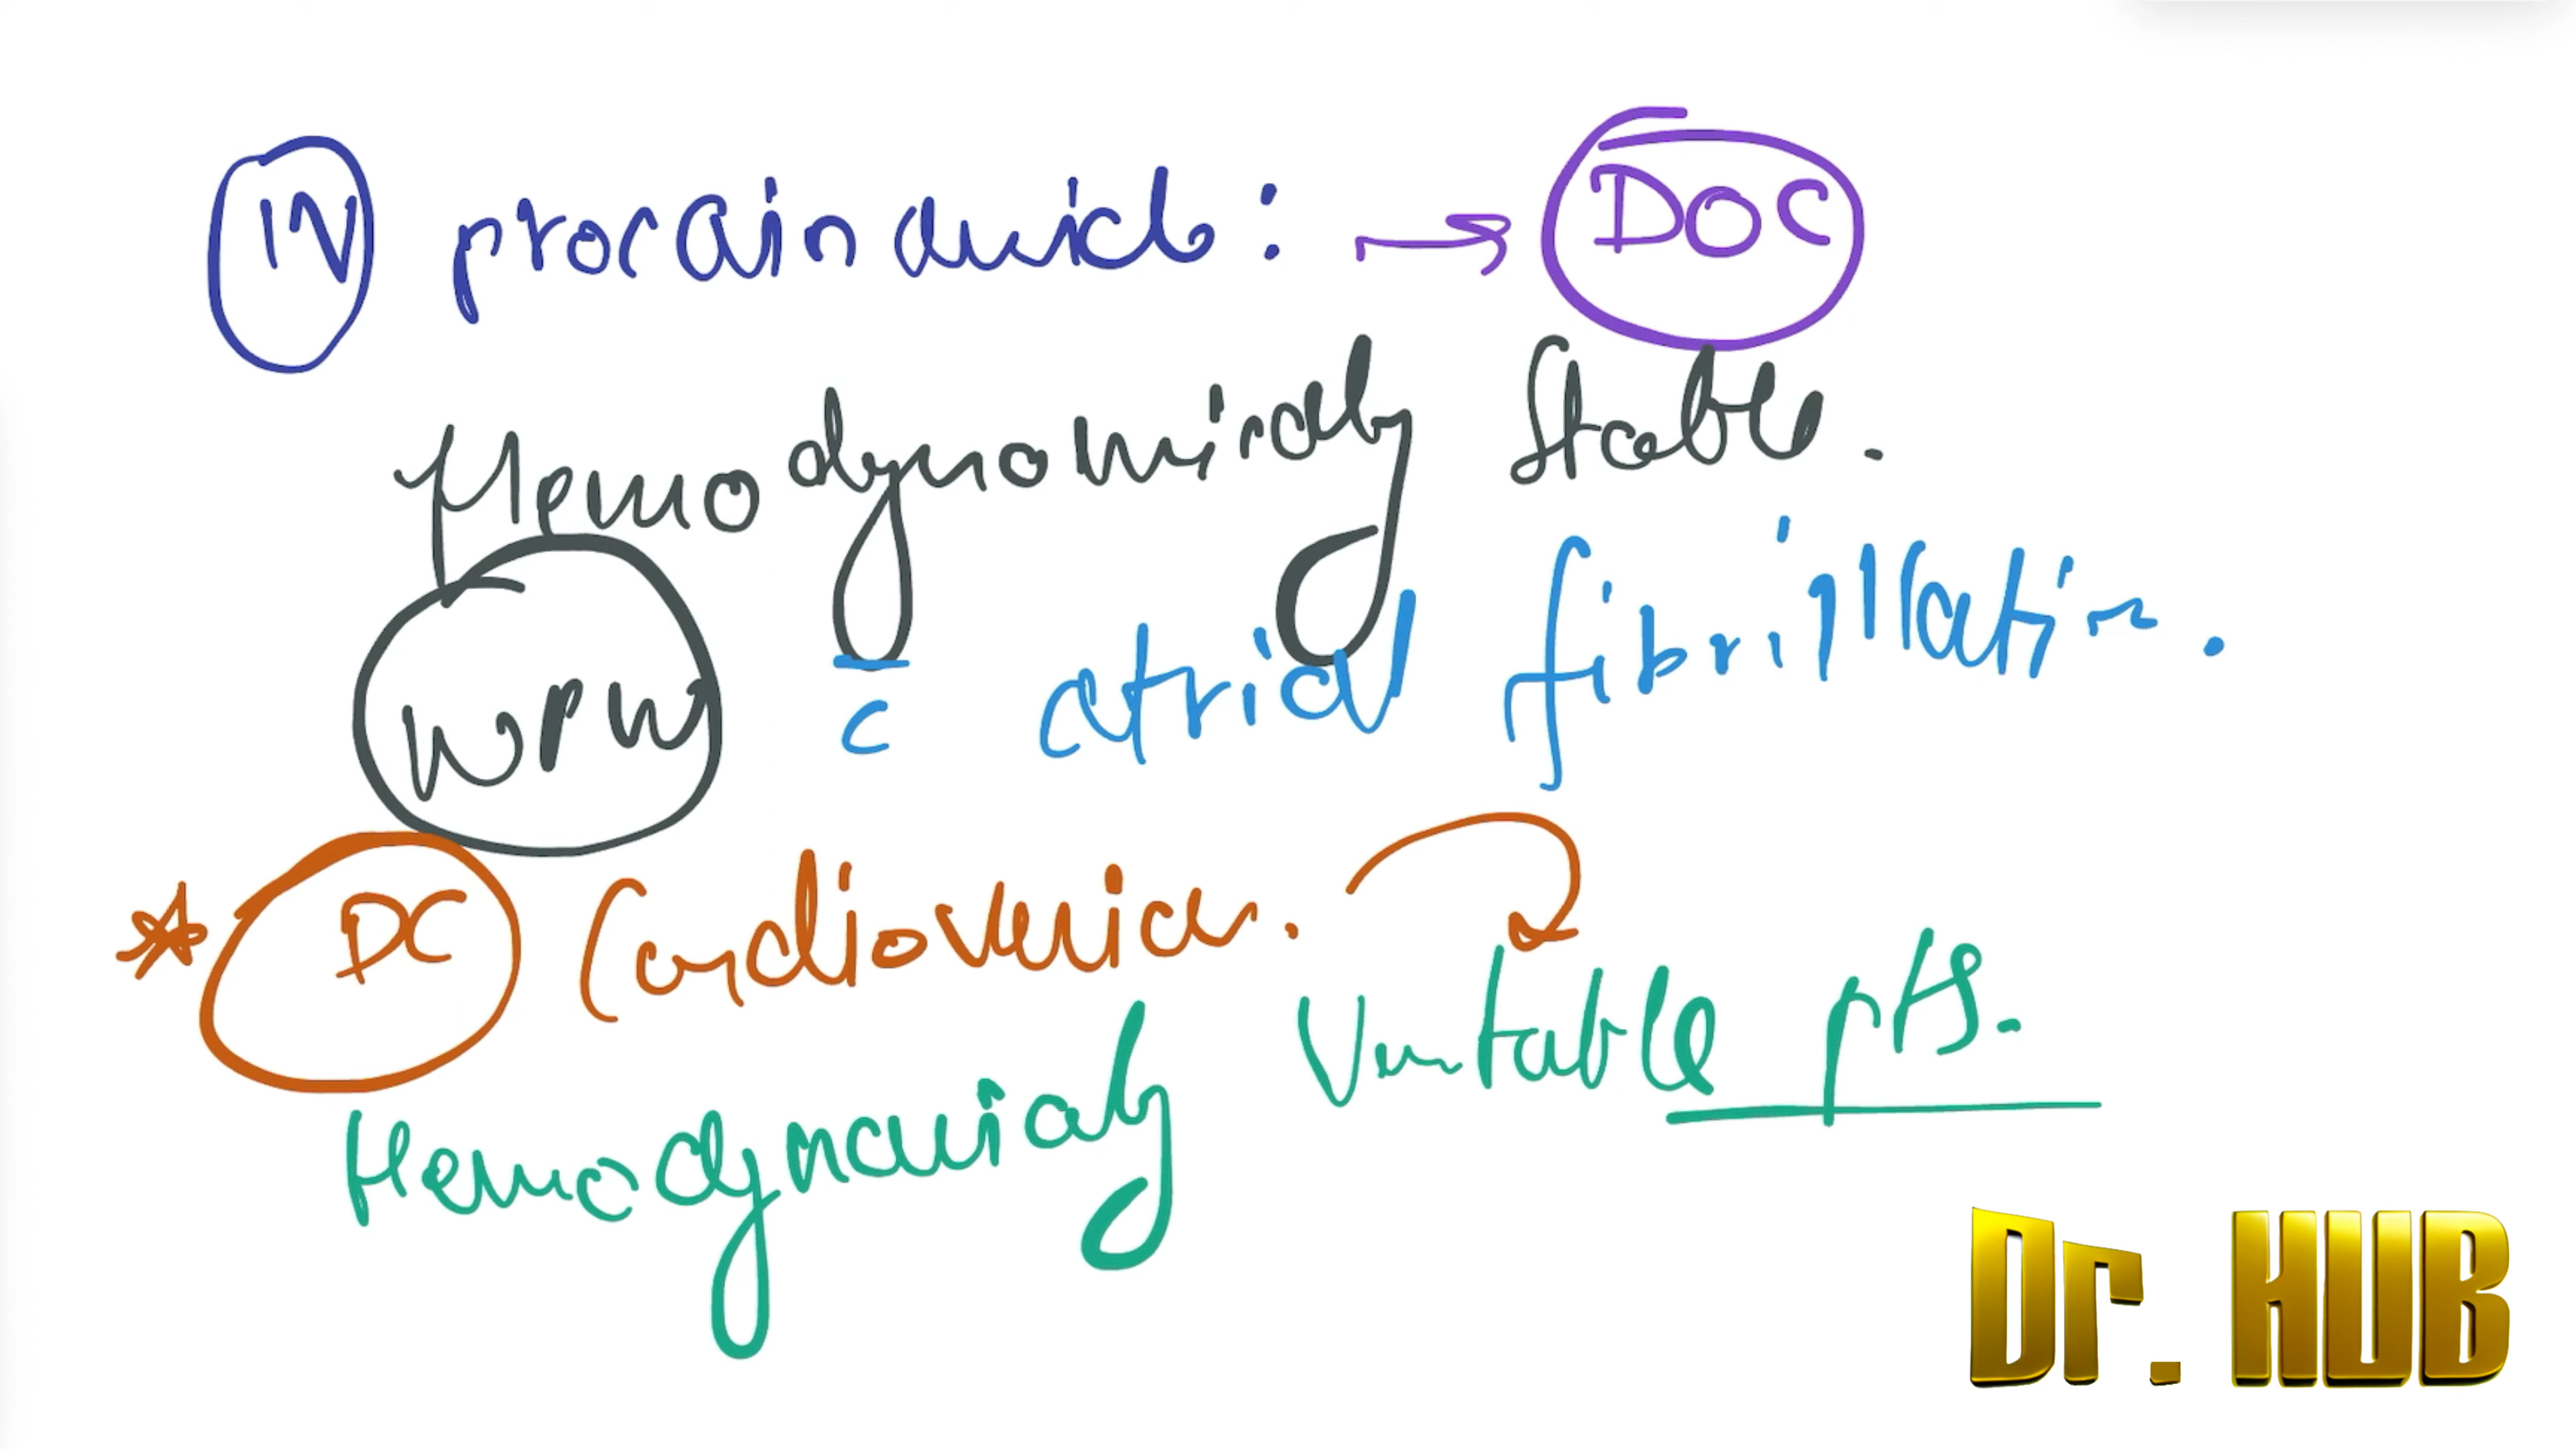 IV procainamide: → DOC
Hemodynamically Stable.
WPW c̅ atrial fibrillation.
* DC Cardioversion.
Hemodynamically Unstable pts.
Dr. HUB